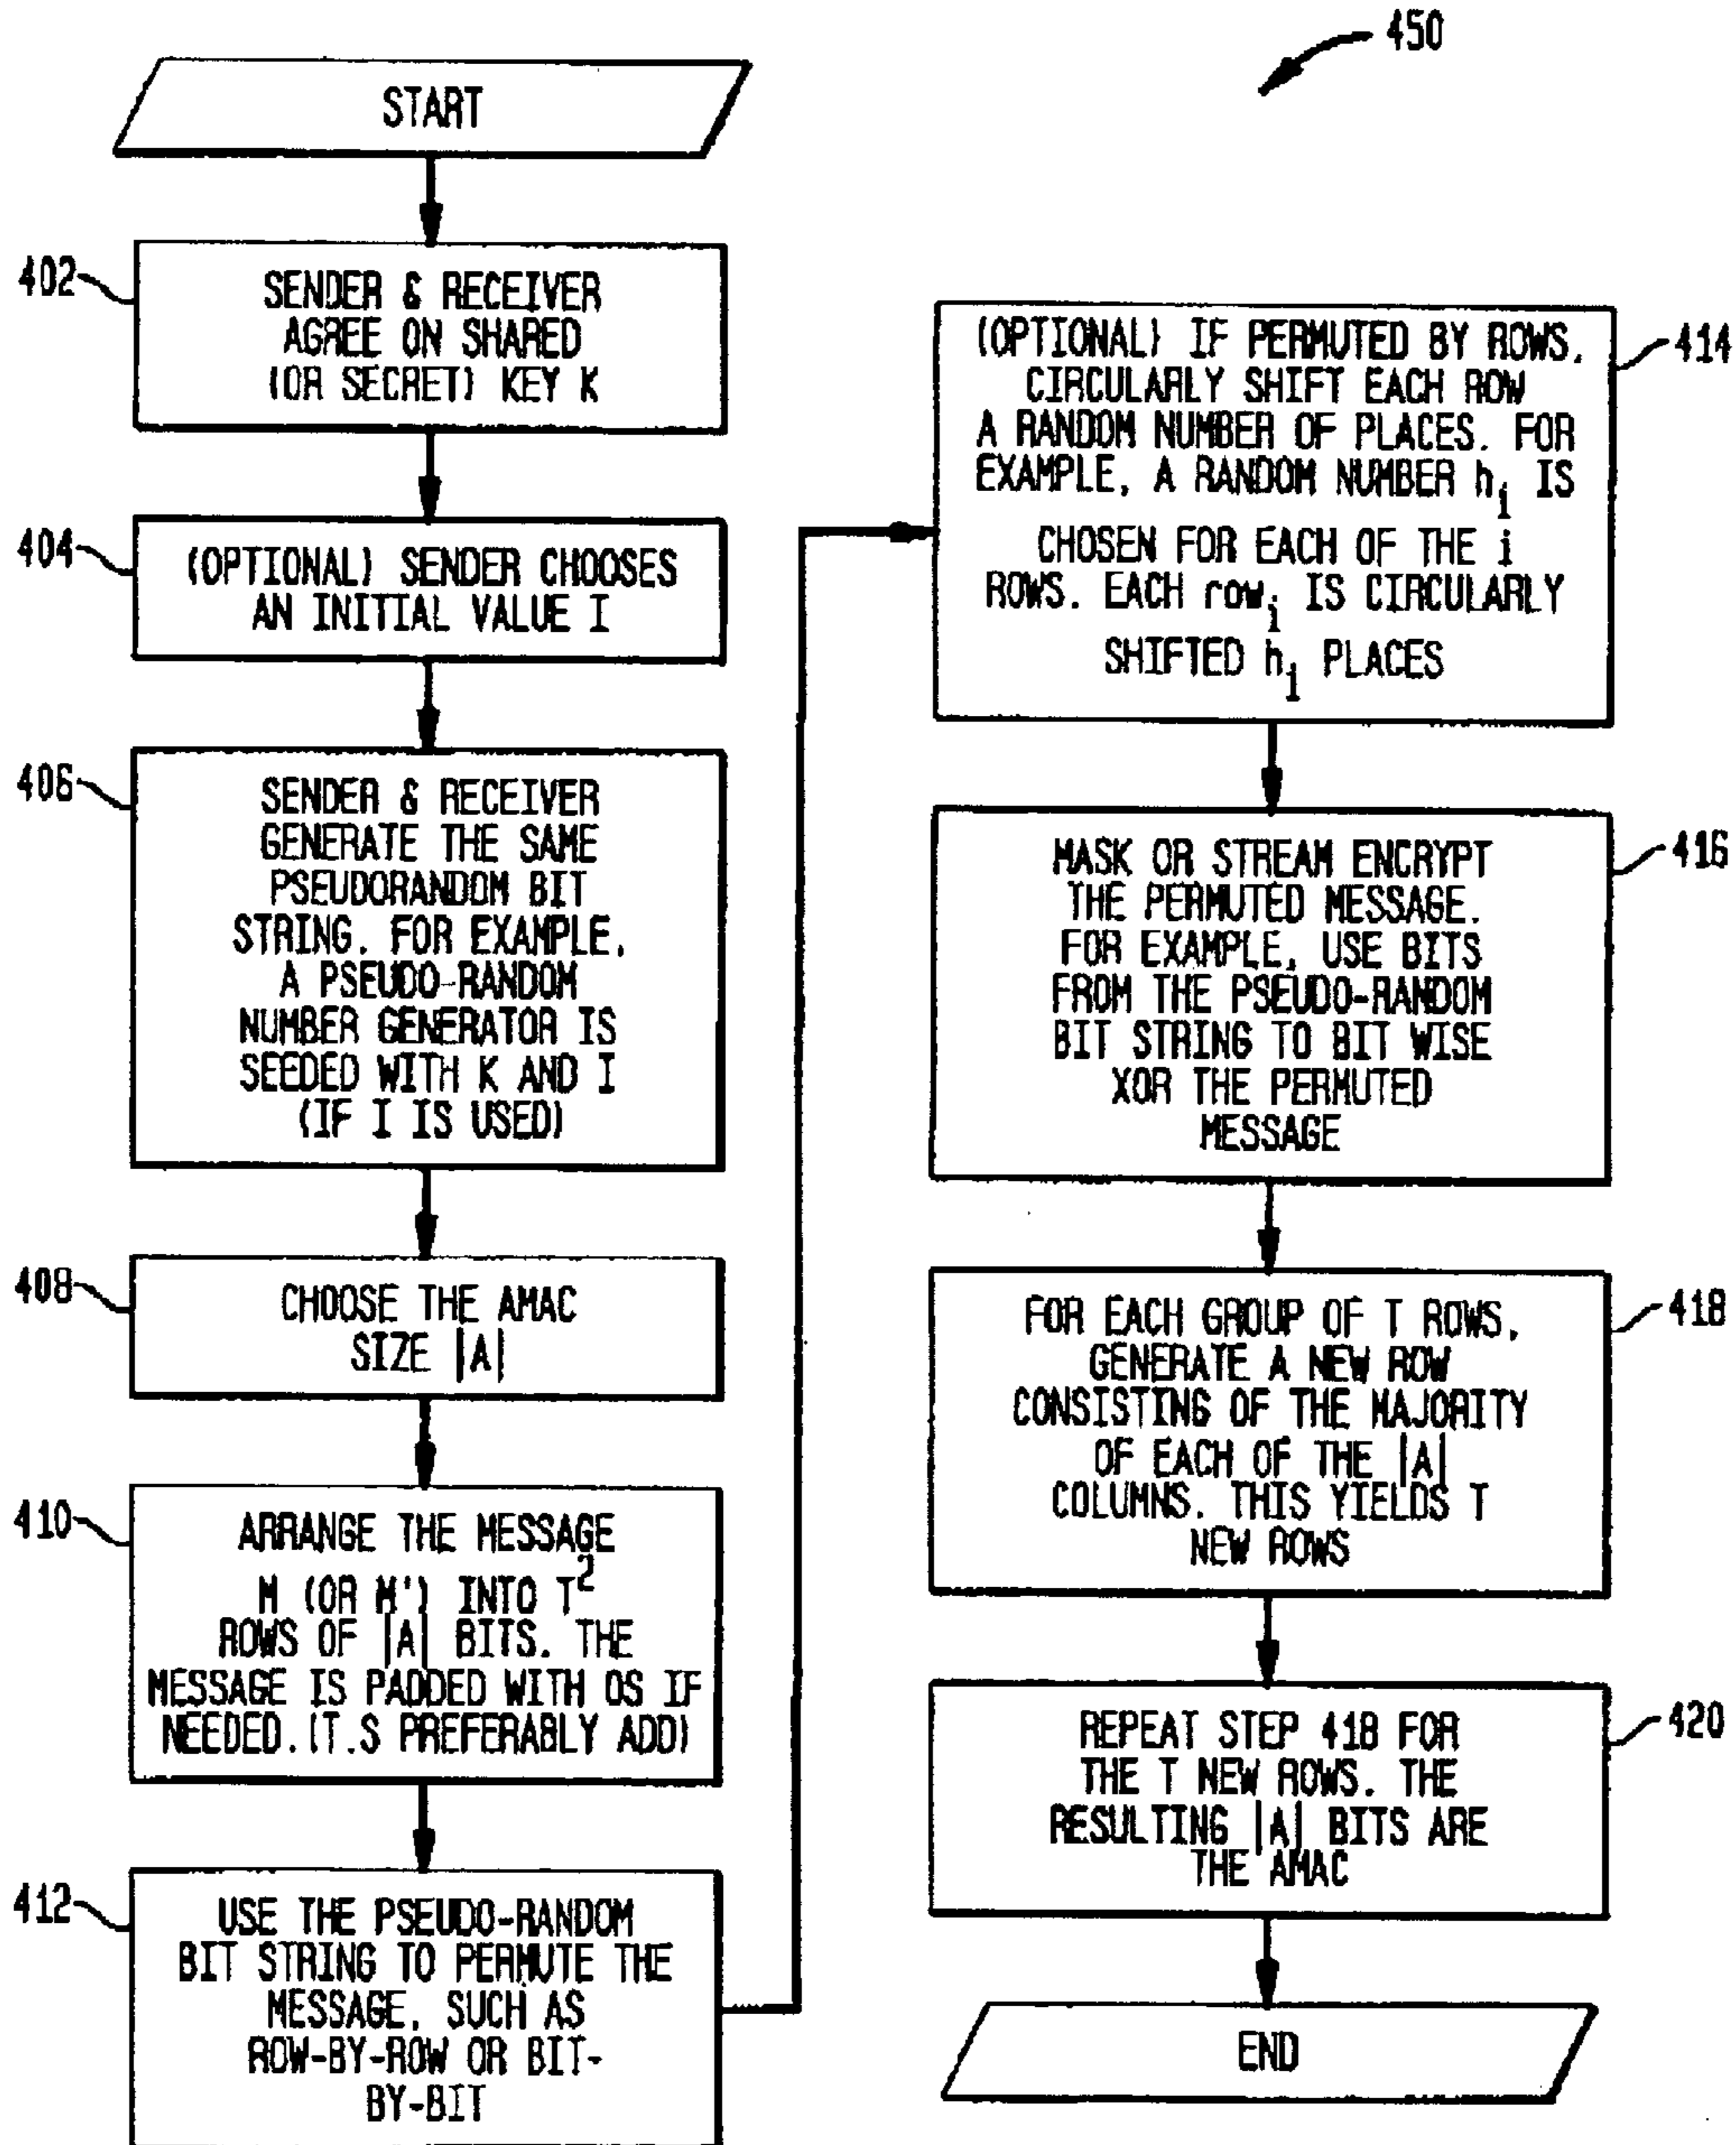 450
START
402
SENDER & RECEIVER
AGREE ON SHARED
(OR SECRET) KEY K
404
(OPTIONAL) SENDER CHOOSES
AN INITIAL VALUE I
406
SENDER & RECEIVER
GENERATE THE SAME
PSEUDORANDOM BIT
STRING. FOR EXAMPLE,
A PSEUDO-RANDOM
NUMBER GENERATOR IS
SEEDED WITH K AND I
(IF I IS USED)
408
CHOOSE THE AMAC
SIZE |A|
410
ARRANGE THE MESSAGE
M (OR M') INTO T²
ROWS OF |A| BITS. THE
MESSAGE IS PADDED WITH 0S IF
NEEDED.(T.S PREFERABLY ADD)
412
USE THE PSEUDO-RANDOM
BIT STRING TO PERMUTE THE
MESSAGE, SUCH AS
ROW-BY-ROW OR BIT-
BY-BIT
414
(OPTIONAL) IF PERMUTED BY ROWS,
CIRCULARLY SHIFT EACH ROW
A RANDOM NUMBER OF PLACES. FOR
EXAMPLE, A RANDOM NUMBER hᵢ IS
CHOSEN FOR EACH OF THE i
ROWS. EACH rowᵢ IS CIRCULARLY
SHIFTED hᵢ PLACES
416
MASK OR STREAM ENCRYPT
THE PERMUTED MESSAGE.
FOR EXAMPLE, USE BITS
FROM THE PSEUDO-RANDOM
BIT STRING TO BIT WISE
XOR THE PERMUTED
MESSAGE
418
FOR EACH GROUP OF T ROWS,
GENERATE A NEW ROW
CONSISTING OF THE MAJORITY
OF EACH OF THE |A|
COLUMNS. THIS YIELDS T
NEW ROWS
420
REPEAT STEP 418 FOR
THE T NEW ROWS. THE
RESULTING |A| BITS ARE
THE AMAC
END